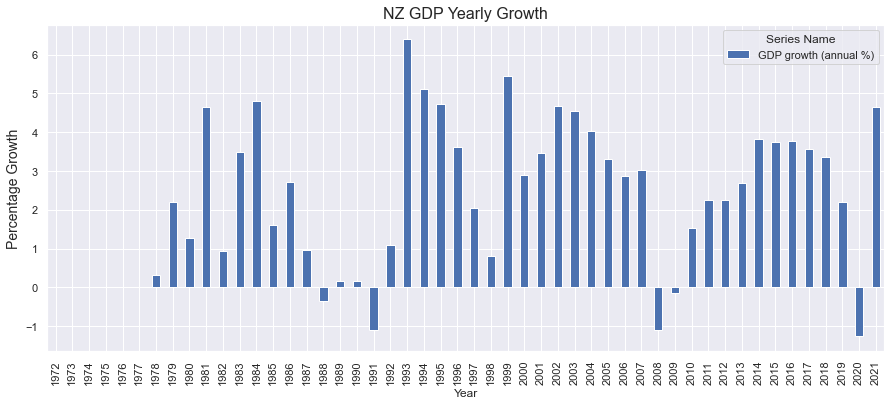 NZ GDP Yearly Growth
Series Name
GDP growth (annual %)
Percentage Growth
6
5
4
3
2
1
0
−1
1972 1973 1974 1975 1976 1977 1978 1979 1980 1981 1982 1983 1984 1985 1986 1987 1988 1989 1990 1991 1992 1993 1994 1995 1996 1997 1998 1999 2000 2001 2002 2003 2004 2005 2006 2007 2008 2009 2010 2011 2012 2013 2014 2015 2016 2017 2018 2019 2020 2021
Year